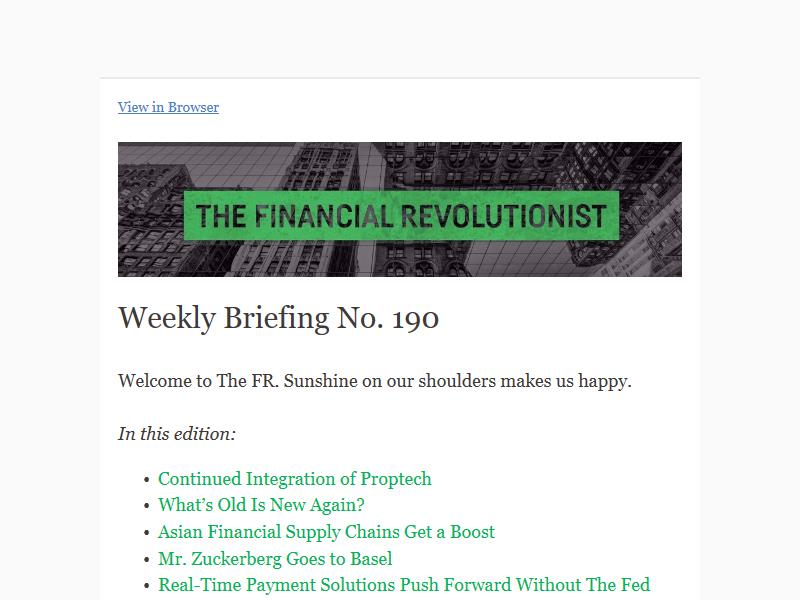 View in Browser
THE FINANCIAL REVOLUTIONIST
Weekly Briefing No. 190
Welcome to The FR. Sunshine on our shoulders makes us happy.
In this edition:
• Continued Integration of Proptech
• What’s Old Is New Again?
• Asian Financial Supply Chains Get a Boost
• Mr. Zuckerberg Goes to Basel
• Real-Time Payment Solutions Push Forward Without The Fed